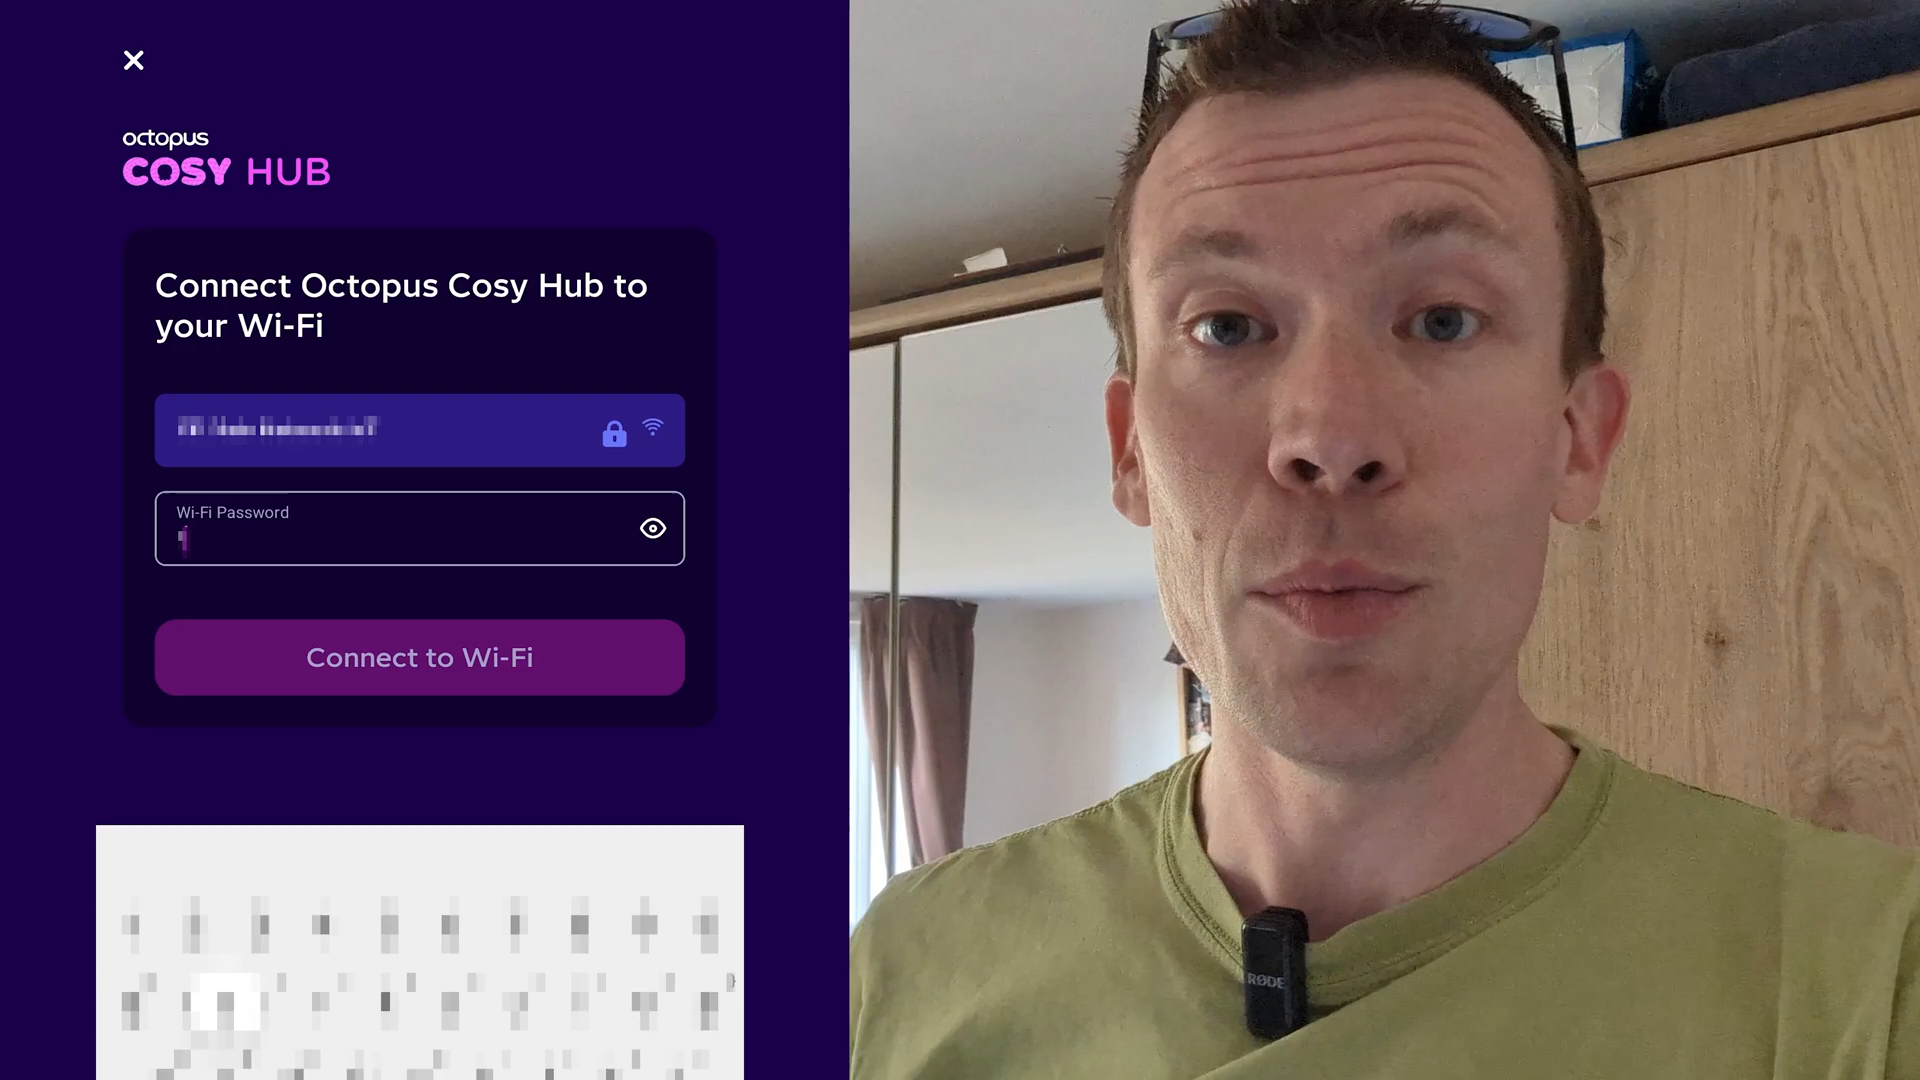 octopus
COSY HUB
Connect Octopus Cosy Hub to
your Wi-Fi
Wi-Fi Password
Connect to Wi-Fi
RØDE